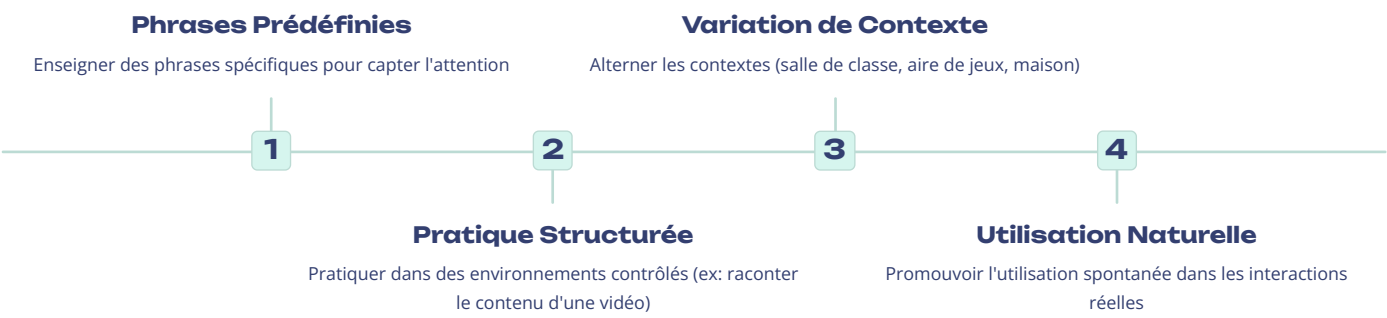 Phrases Prédéfinies
Enseigner des phrases spécifiques pour capter l'attention
1
2
Pratique Structurée
Pratiquer dans des environnements contrôlés (ex: raconter
le contenu d'une vidéo)
Variation de Contexte
Alterner les contextes (salle de classe, aire de jeux, maison)
3
4
Utilisation Naturelle
Promouvoir l'utilisation spontanée dans les interactions
réelles